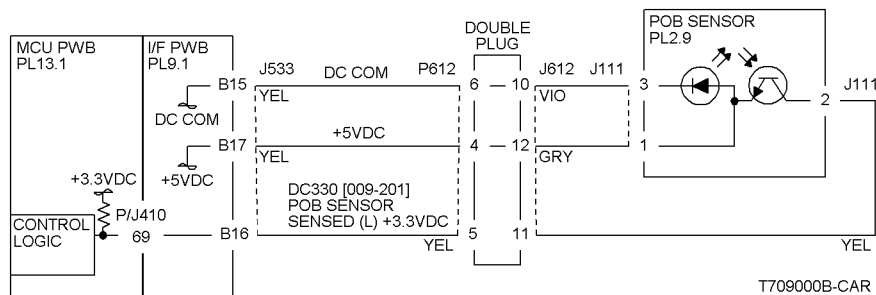 MCU PWB
PL13.1
I/F PWB
PL9.1
DOUBLE
PLUG
POB SENSOR
PL2.9
B15
J533
DC COM
P612
6
10
J612
J111
3
YEL
VIO
DC COM
2
J111
B17
+5VDC
4
12
1
YEL
GRY
+5VDC
+3.3VDC
DC330 [009-201]
POB SENSOR
SENSED (L) +3.3VDC
P/J410
CONTROL
LOGIC
69
B16
5
11
YEL
YEL
T709000B-CAR